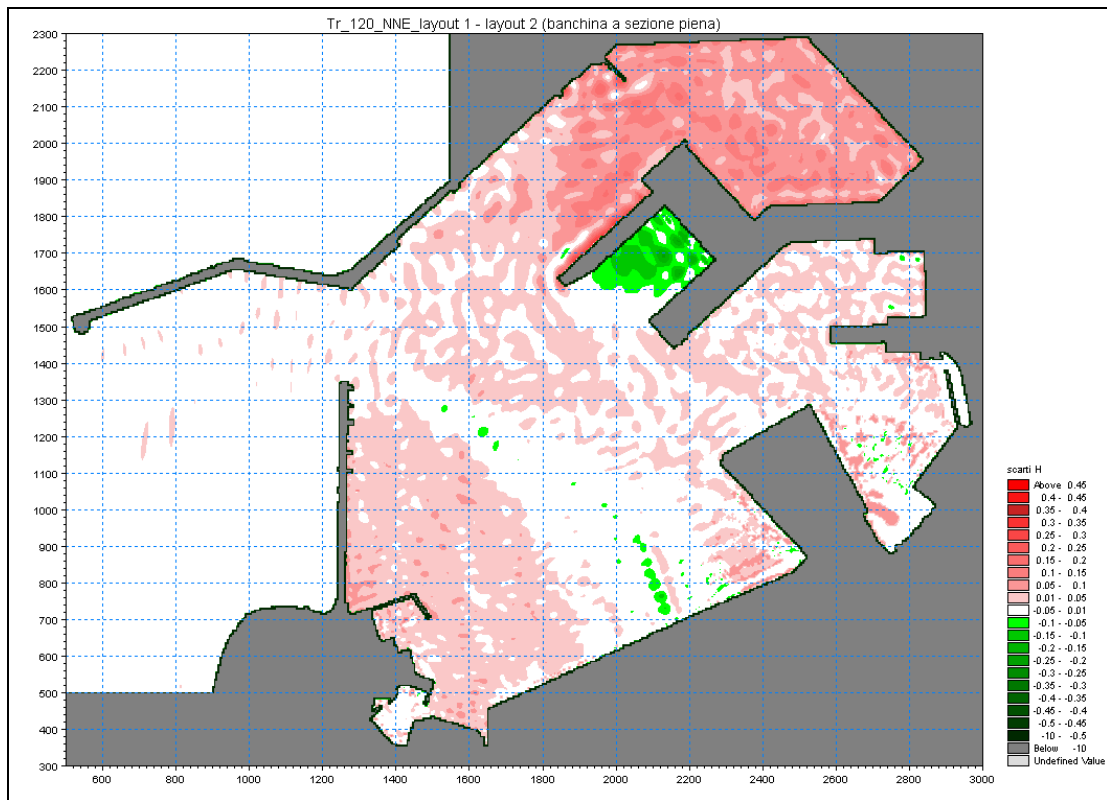 Tr_120_NNE_layout 1 - layout 2 (banchina a sezione piena)
2300
2200
2100
2000
1900
1800
1700
1600
1500
1400
1300
1200
1100
1000
900
800
700
600
500
400
300
600 800 1000 1200 1400 1600 1800 2000 2200 2400 2600 2800 3000
scarti H
Above 0.45
0.4 - 0.45
0.35 - 0.4
0.3 - 0.35
0.25 - 0.3
0.2 - 0.25
0.15 - 0.2
0.1 - 0.15
0.05 - 0.1
0.01 - 0.05
-0.05 - 0.01
-0.1 - -0.05
-0.15 - -0.1
-0.2 - -0.15
-0.25 - -0.2
-0.3 - -0.25
-0.35 - -0.3
-0.4 - -0.35
-0.45 - -0.4
-0.5 - -0.45
-10 - -0.5
Below -10
Undefined Value